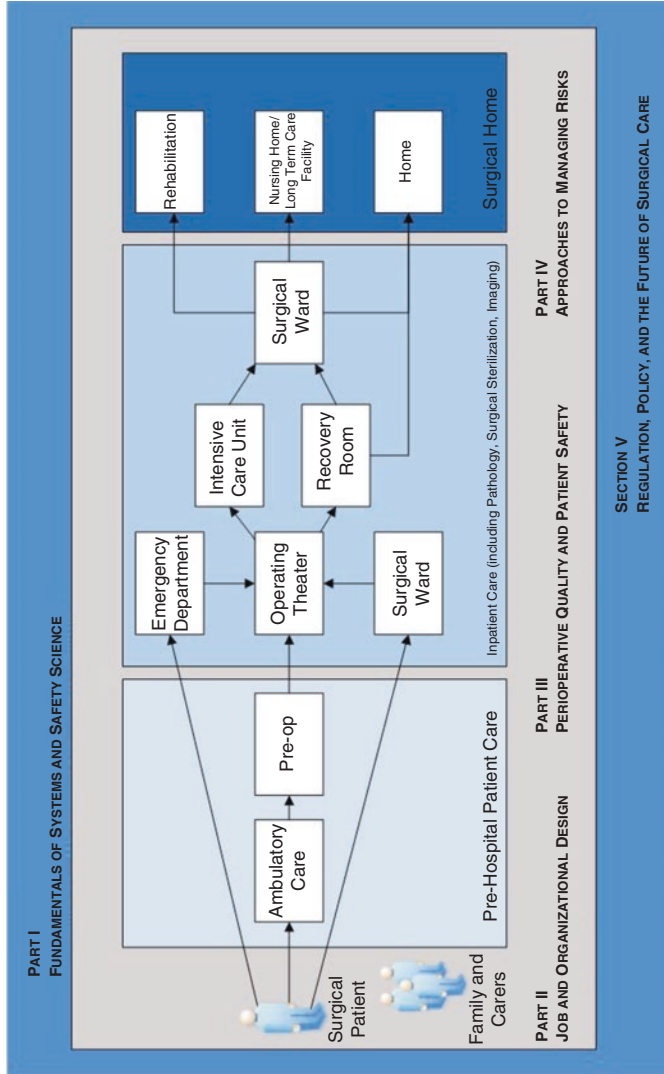 PART I
FUNDAMENTALS OF SYSTEMS AND SAFETY SCIENCE
Surgical
Patient
Family and
Carers
Ambulatory
Care
Pre-op
Pre-Hospital Patient Care
Emergency
Department
Operating
Theater
Surgical
Ward
Intensive
Care Unit
Recovery
Room
Surgical
Ward
Inpatient Care (including Pathology, Surgical Sterilization, Imaging)
Rehabilitation
Nursing Home/
Long Term Care
Facility
Home
Surgical Home
PART II
JOB AND ORGANIZATIONAL DESIGN
PART III
PERIOPERATIVE QUALITY AND PATIENT SAFETY
PART IV
APPROACHES TO MANAGING RISKS
SECTION V
REGULATION, POLICY, AND THE FUTURE OF SURGICAL CARE